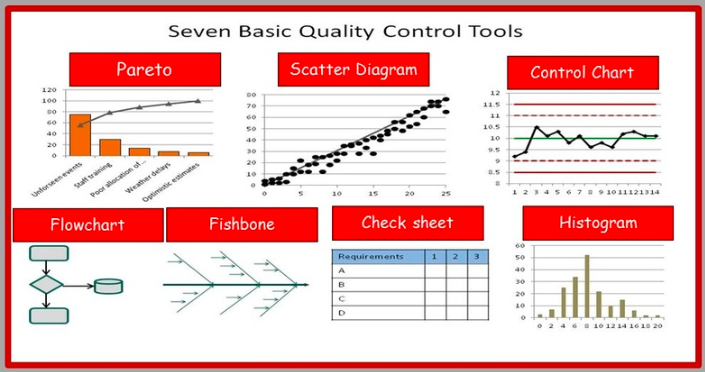 Seven Basic Quality Control Tools
Pareto
120
100
80
60
40
20
0
Unforseen events
Staff training
Poor allocation of...
Weather delays
Optimistic estimates
Scatter Diagram
80
70
60
50
40
30
20
10
0
0 5 10 15 20 25
Control Chart
12
11.5
11
10.5
10
9.5
9
8.5
8
1 2 3 4 5 6 7 8 9 10 11 12 13 14
Flowchart
Fishbone
Check sheet
Requirements 1 2 3
A
B
C
D
Histogram
60
50
40
30
20
10
0
0 2 4 6 8 10 12 14 16 18 20